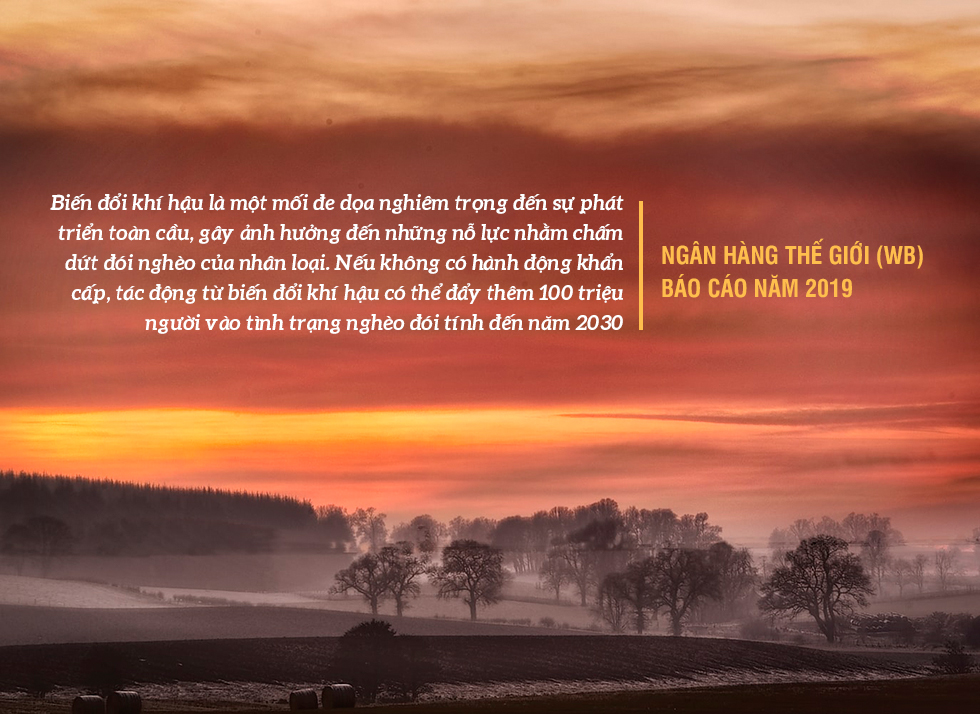 Biến đổi khí hậu là một mối đe dọa nghiêm trọng đến sự phát
triển toàn cầu, gây ảnh hưởng đến những nỗ lực nhằm chấm
dứt đói nghèo của nhân loại. Nếu không có hành động khẩn
cấp, tác động từ biến đổi khí hậu có thể đẩy thêm 100 triệu
người vào tình trạng nghèo đói tính đến năm 2030
NGÂN HÀNG THẾ GIỚI (WB)
BÁO CÁO NĂM 2019